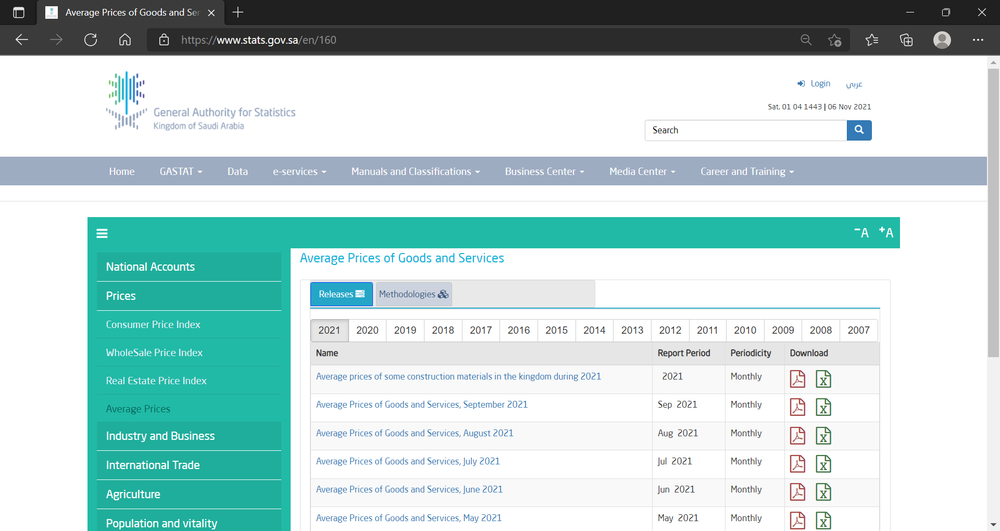 Average Prices of Goods and Ser
https://www.stats.gov.sa/en/160
Login عربي
Sat, 01 04 1443 | 06 Nov 2021
General Authority for Statistics
Kingdom of Saudi Arabia
Search
Home GASTAT Data e-services Manuals and Classifications Business Center Media Center Career and Training
-A +A
National Accounts
Prices
Consumer Price Index
WholeSale Price Index
Real Estate Price Index
Average Prices
Industry and Business
International Trade
Agriculture
Population and vitality
Average Prices of Goods and Services
Releases Methodologies
2021 2020 2019 2018 2017 2016 2015 2014 2013 2012 2011 2010 2009 2008 2007
Name Report Period Periodicity Download
Average prices of some construction materials in the kingdom during 2021 2021 Monthly
Average Prices of Goods and Services, September 2021 Sep 2021 Monthly
Average Prices of Goods and Services, August 2021 Aug 2021 Monthly
Average Prices of Goods and Services, July 2021 Jul 2021 Monthly
Average Prices of Goods and Services, June 2021 Jun 2021 Monthly
Average Prices of Goods and Services, May 2021 May 2021 Monthly